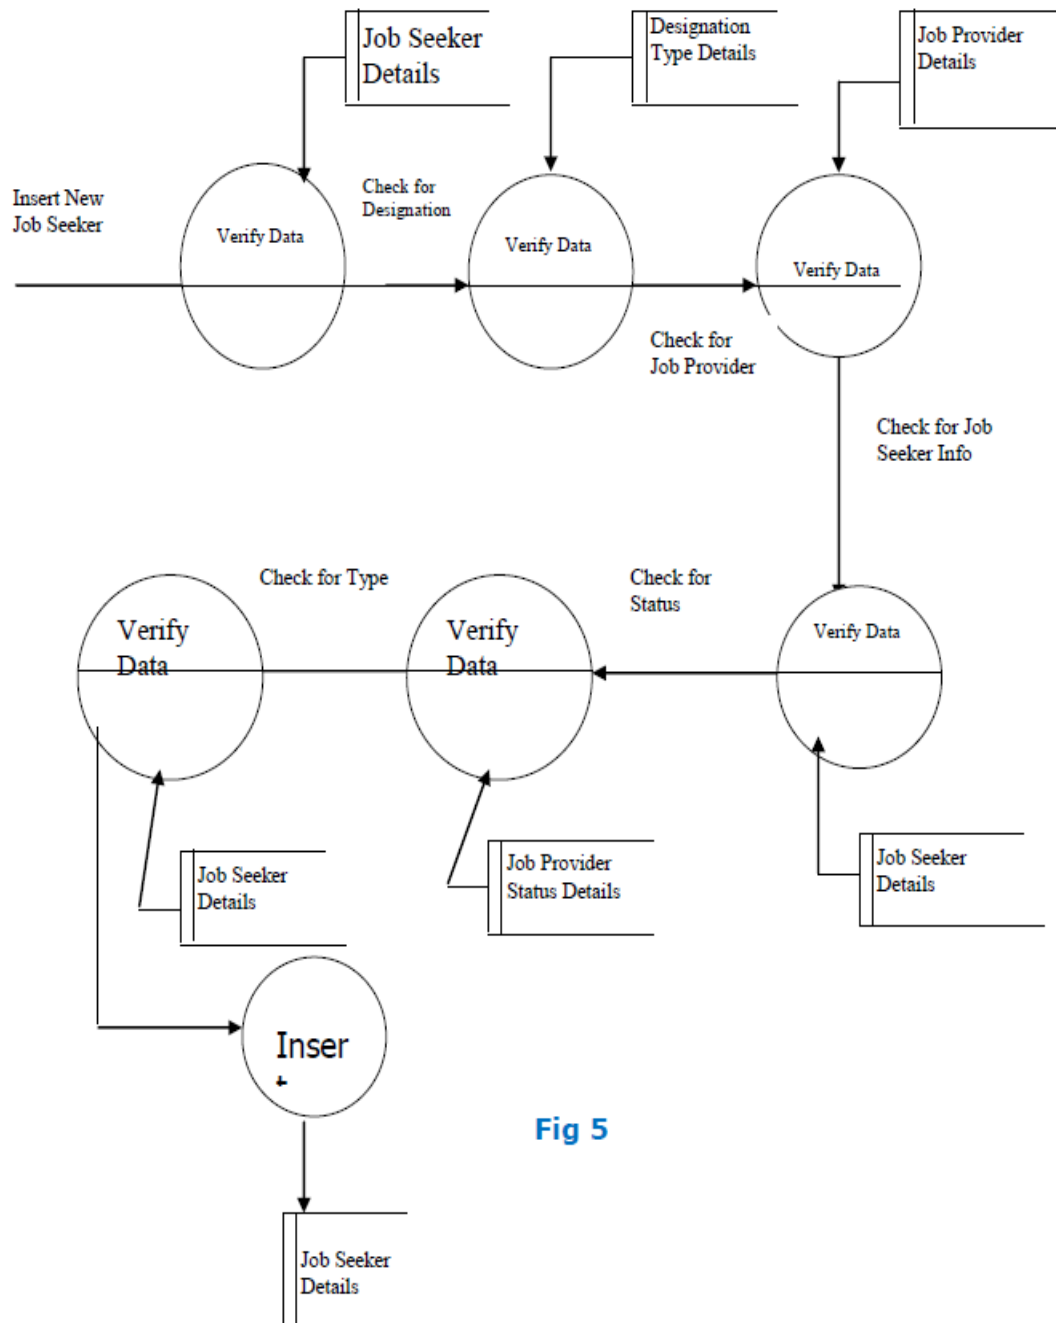 Job Seeker
Details
Designation
Type Details
Job Provider
Details
Insert New
Job Seeker
Verify Data
Check for
Designation
Verify Data
Verify Data
Check for
Job Provider
Check for Job
Seeker Info
Check for Type
Check for
Status
Verify
Data
Verify
Data
Verify Data
Job Seeker
Details
Job Provider
Status Details
Job Seeker
Details
Inser
Fig 5
Job Seeker
Details